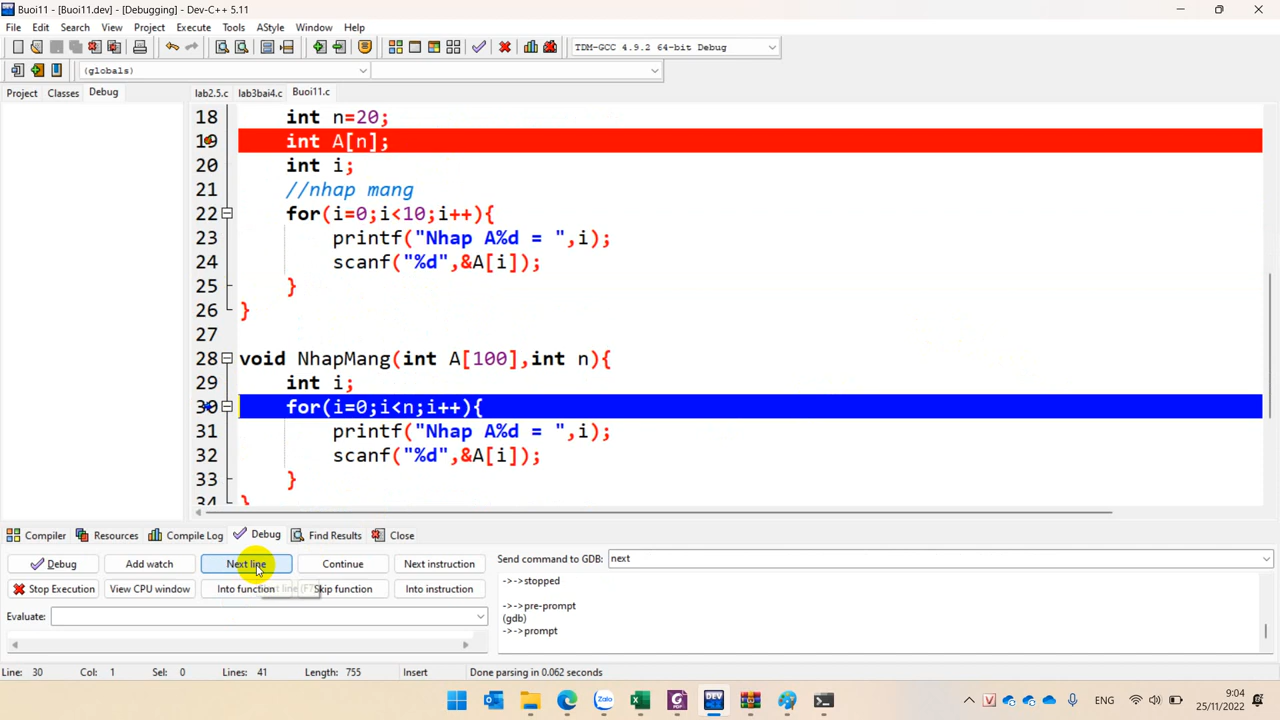 Buoi11 - [Buoi11.dev] - [Debugging] - Dev-C++ 5.11
File Edit Search View Project Execute Tools AStyle Window Help
TDM-GCC 4.9.2 64-bit Debug
(globals)
Project Classes Debug lab2.5.c lab3bai4.c Buoi11.c
18 int n=20;
19 int A[n];
20 int i;
21 //nhap mang
22 for(i=0;i<10;i++){
23 printf("Nhap A%d = ",i);
24 scanf("%d",&A[i]);
25 }
26 }
27
28 void NhapMang(int A[100],int n){
29 int i;
30 for(i=0;i<n;i++){
31 printf("Nhap A%d = ",i);
32 scanf("%d",&A[i]);
33 }
34 }
Compiler Resources Compile Log Debug Find Results Close
Debug Add watch Next line Continue Next instruction Send command to GDB: next
Stop Execution View CPU window Into function Skip function Into instruction
->->stopped
->->pre-prompt
(gdb)
->->prompt
Evaluate:
Line: 30 Col: 1 Sel: 0 Lines: 41 Length: 755 Insert Done parsing in 0.062 seconds
Zalo DEV ENG 9:04
25/11/2022